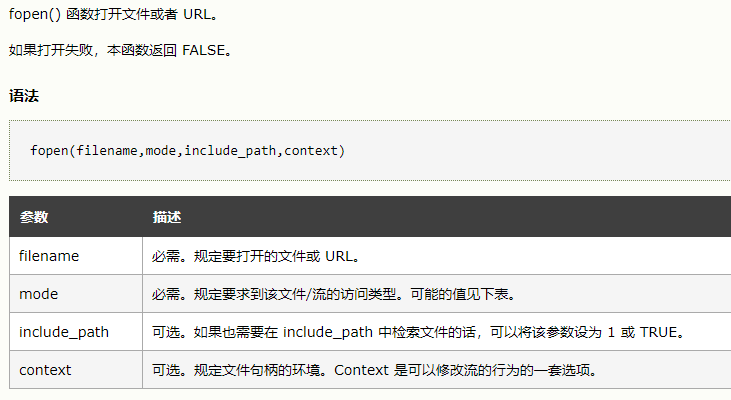 fopen() 函数打开文件或者 URL。
如果打开失败，本函数返回 FALSE。
语法
fopen(filename,mode,include_path,context)
参数 描述
filename 必需。规定要打开的文件或 URL。
mode 必需。规定要求到该文件/流的访问类型。可能的值见下表。
include_path 可选。如果也需要在 include_path 中检索文件的话，可以将该参数设为 1 或 TRUE。
context 可选。规定文件句柄的环境。Context 是可以修改流的行为的一套选项。